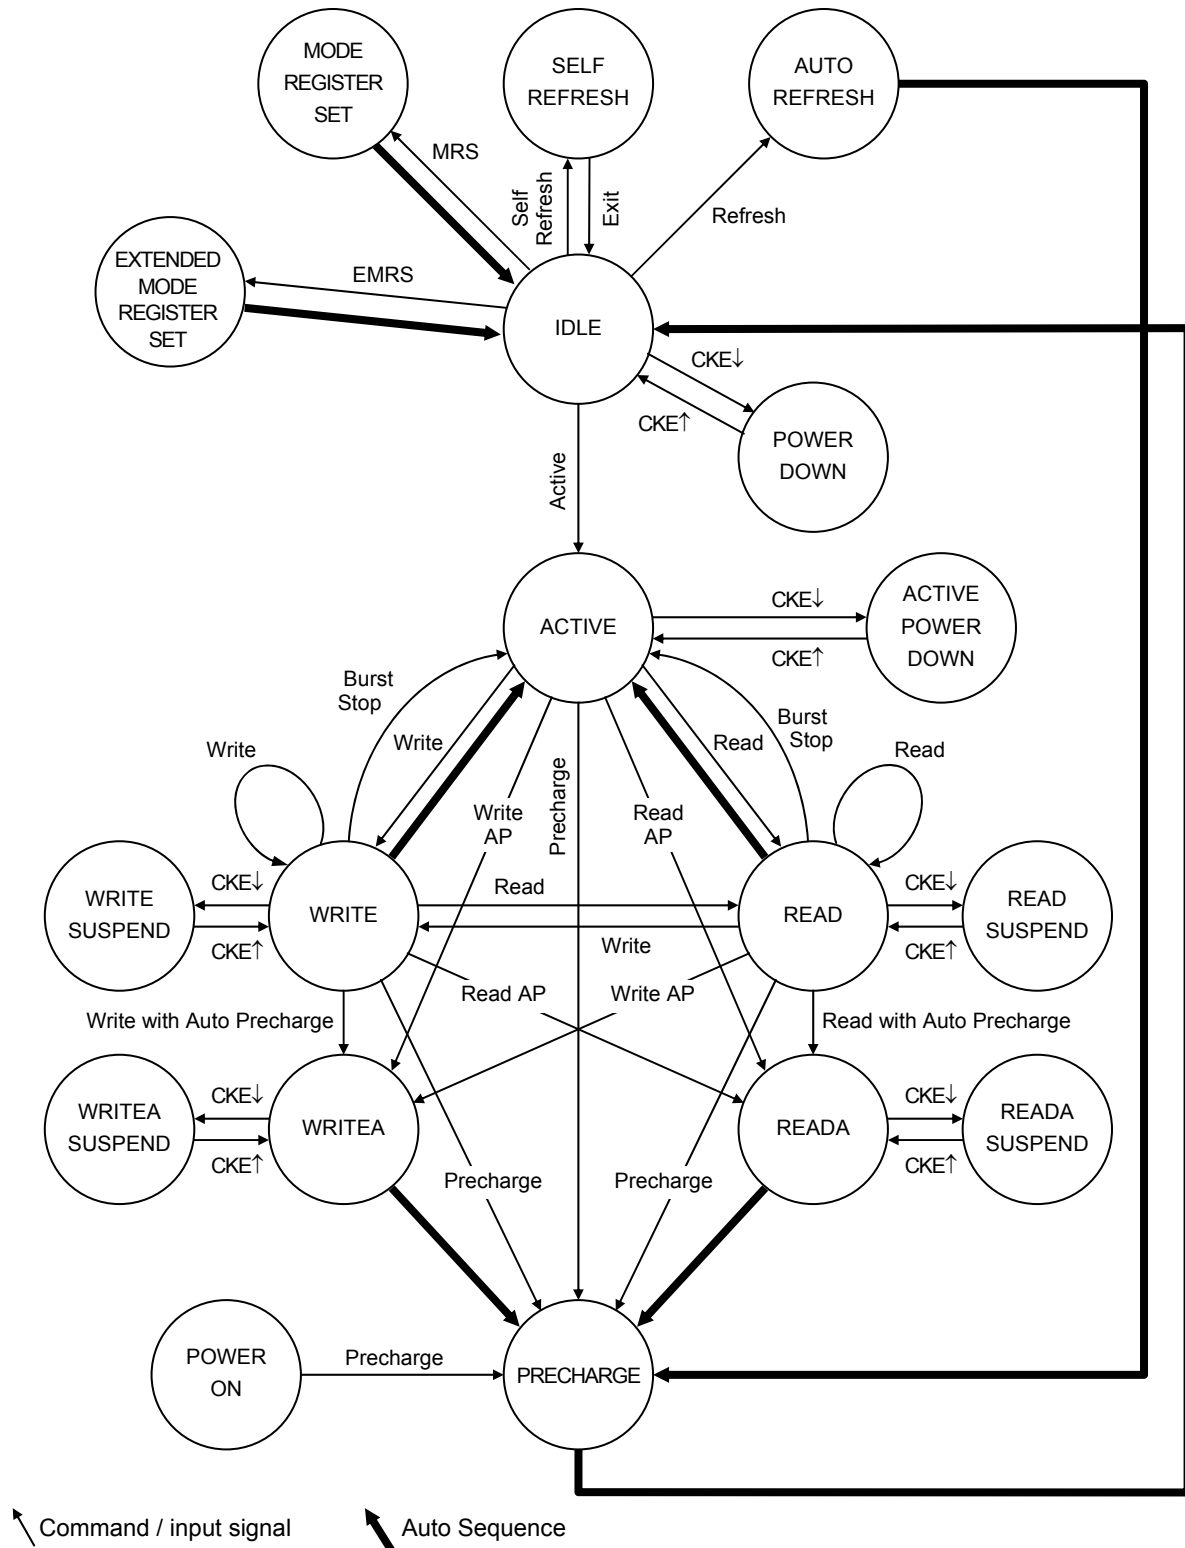 MODE
REGISTER
SET
SELF
REFRESH
AUTO
REFRESH
MRS
Self
Refresh
Exit
Refresh
EXTENDED
MODE
REGISTER
SET
EMRS
IDLE
CKE↓
CKE↑
POWER
DOWN
Active
ACTIVE
CKE↓
CKE↑
ACTIVE
POWER
DOWN
Burst
Stop
Write
Write
Write
AP
Precharge
Read
AP
Read
Burst
Stop
Read
WRITE
SUSPEND
CKE↓
CKE↑
WRITE
Read
Write
READ
CKE↓
CKE↑
READ
SUSPEND
Read AP
Write AP
Write with Auto Precharge
Read with Auto Precharge
WRITEA
SUSPEND
CKE↓
CKE↑
WRITEA
READA
CKE↓
CKE↑
READA
SUSPEND
Precharge
Precharge
POWER
ON
Precharge
PRECHARGE
Command / input signal
Auto Sequence